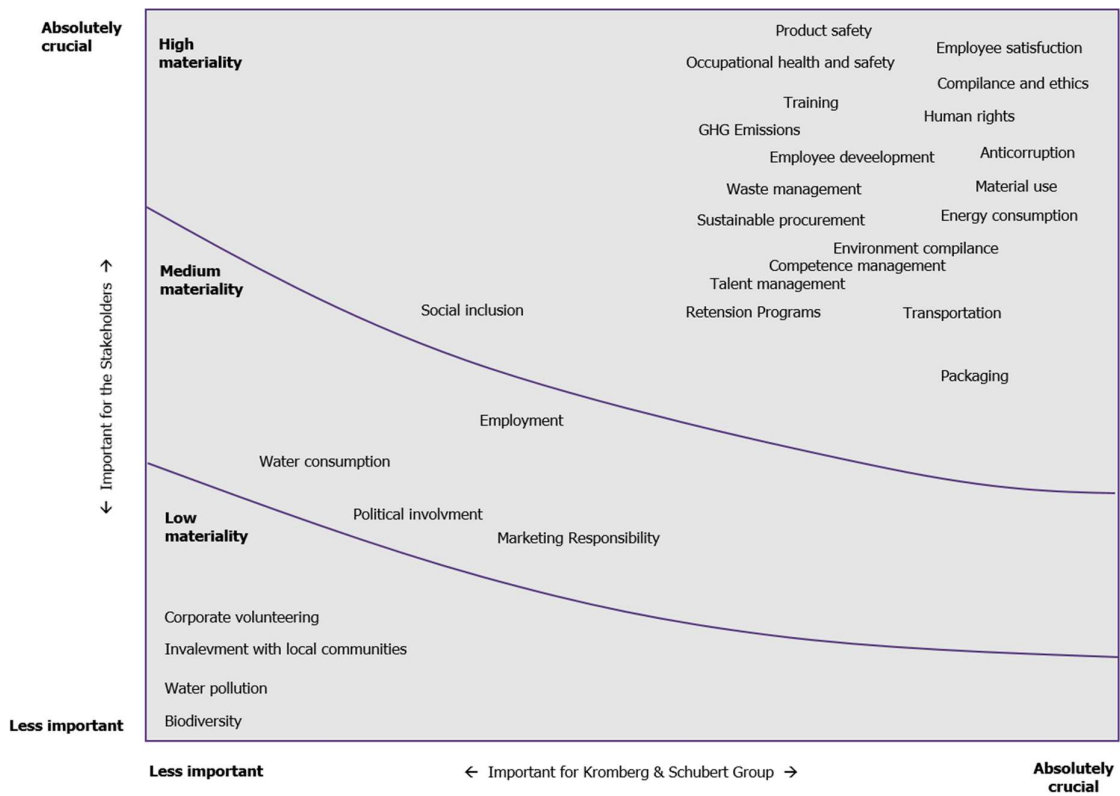 Absolutely
crucial
High
materiality
Product safety
Employee satisfuction
Occupational health and safety
Compilance and ethics
Training
Human rights
GHG Emissions
Employee deveelopment
Anticorruption
Waste management
Material use
Sustainable procurement
Energy consumption
Environment compilance
Medium
materiality
Competence management
Talent management
Social inclusion
Retension Programs
Transportation
← Important for the Stakeholders →
Packaging
Employment
Water consumption
Low
materiality
Political involvment
Marketing Responsibility
Corporate volunteering
Invalevment with local communities
Water pollution
Biodiversity
Less important
Less important
← Important for Kromberg & Schubert Group →
Absolutely
crucial